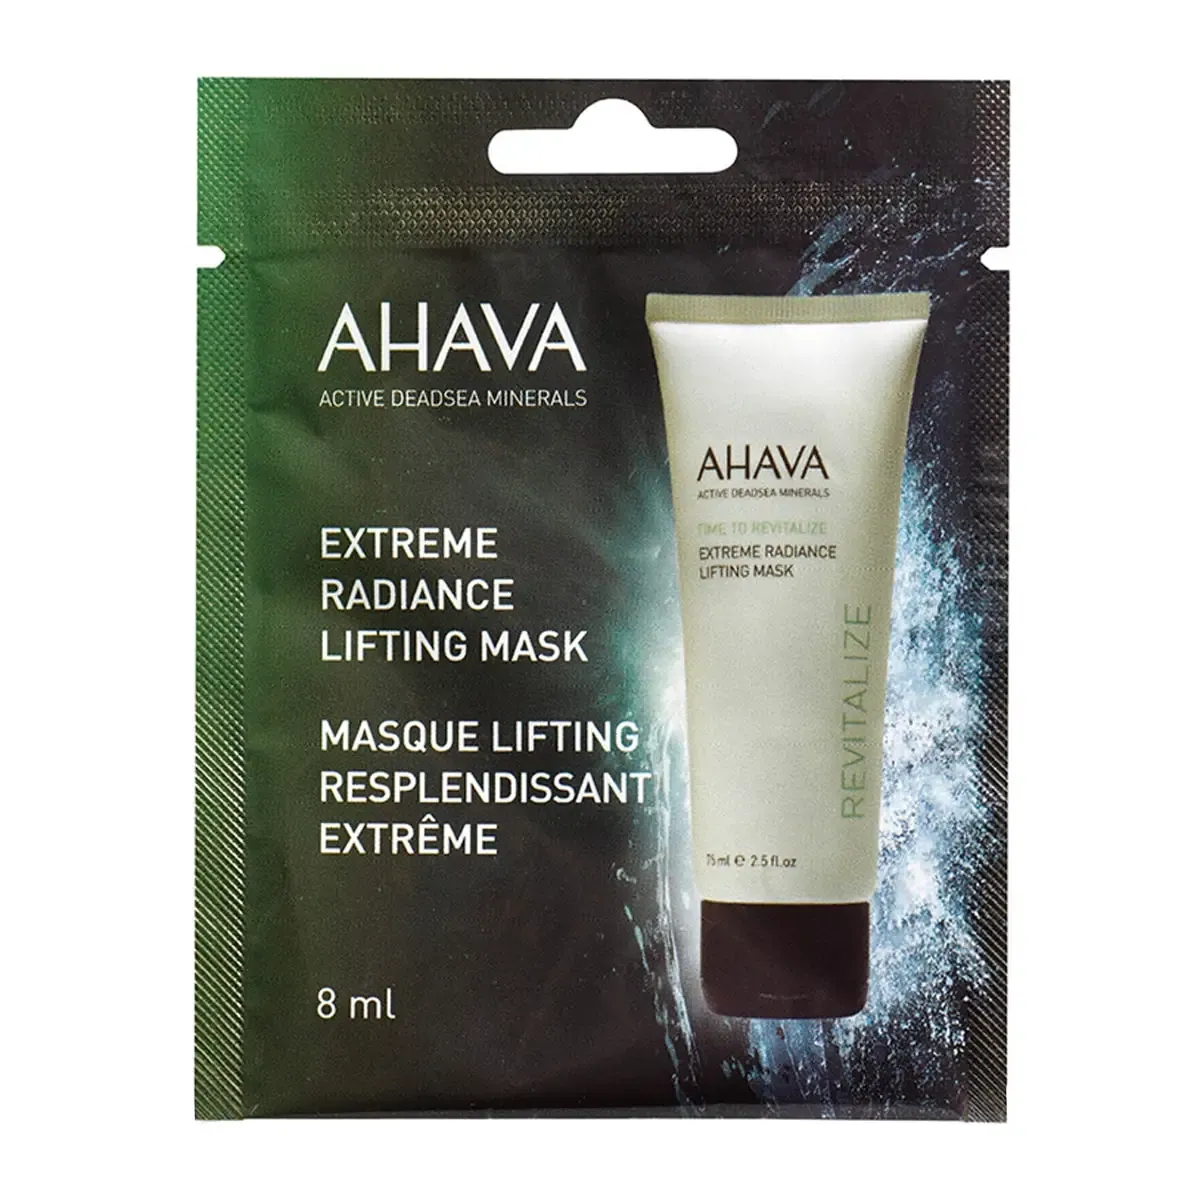 AHAVA
ACTIVE DEADSEA MINERALS
EXTREME
RADIANCE
LIFTING MASK
MASQUE LIFTING
RESPLENDISSANT
EXTRÊME
8 ml
AHAVA
ACTIVE DEADSEA MINERALS
TIME TO REVITALIZE
EXTREME RADIANCE
LIFTING MASK
REVITALIZE
75 ml e 2.5 fl.oz